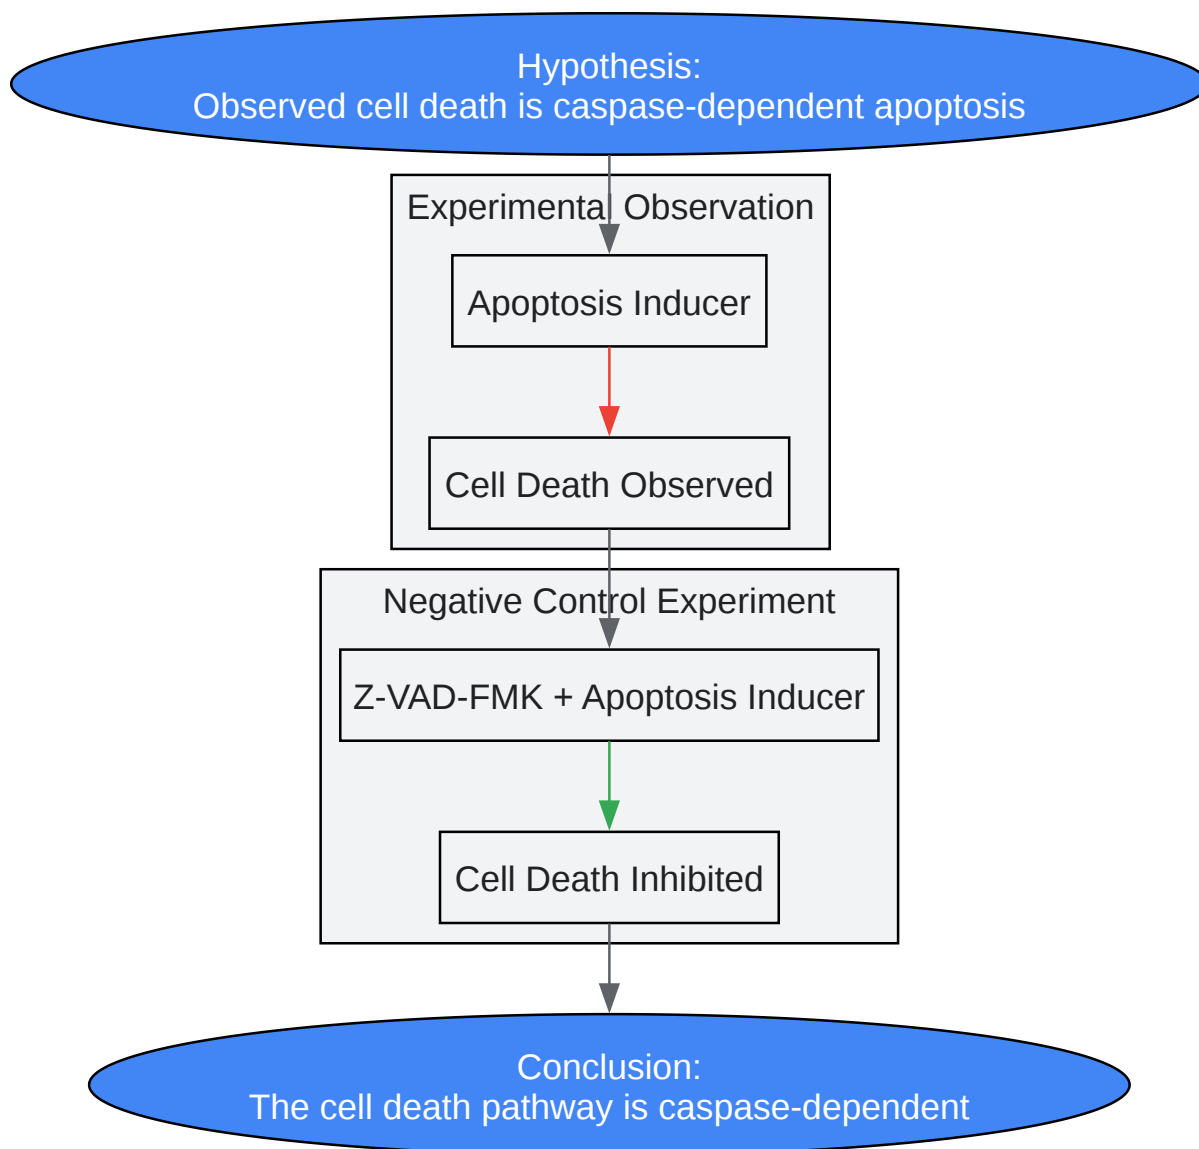 Hypothesis:
Observed cell death is caspase-dependent apoptosis
Experimental Observation
Apoptosis Inducer
Cell Death Observed
Negative Control Experiment
Z-VAD-FMK + Apoptosis Inducer
Cell Death Inhibited
Conclusion:
The cell death pathway is caspase-dependent